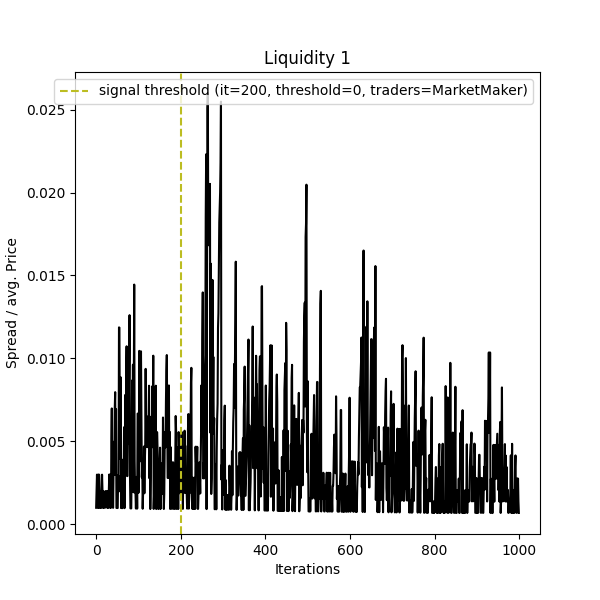 Liquidity 1
signal threshold (it=200, threshold=0, traders=MarketMaker)
0.025
0.020
0.015
0.010
0.005
0.000
Spread / avg. Price
0 200 400 600 800 1000
Iterations